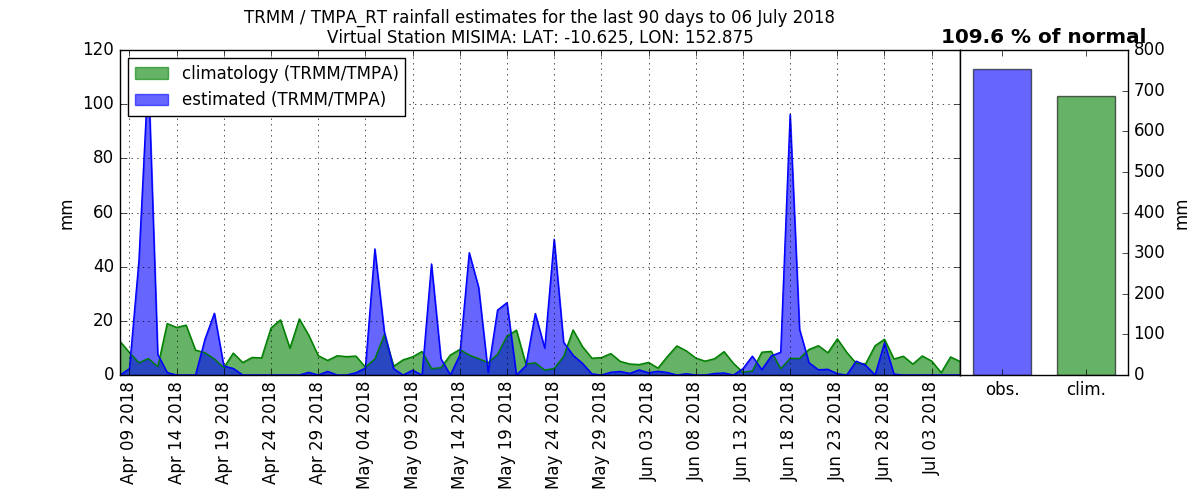 TRMM / TMPA_RT rainfall estimates for the last 90 days to 06 July 2018
Virtual Station MISIMA: LAT: -10.625, LON: 152.875
109.6 % of normal
climatology (TRMM/TMPA)
estimated (TRMM/TMPA)
120
100
80
60
40
20
0
mm
Apr 09 2018
Apr 14 2018
Apr 19 2018
Apr 24 2018
Apr 29 2018
May 04 2018
May 09 2018
May 14 2018
May 19 2018
May 24 2018
May 29 2018
Jun 03 2018
Jun 08 2018
Jun 13 2018
Jun 18 2018
Jun 23 2018
Jun 28 2018
Jul 03 2018
obs.
clim.
800
700
600
500
400
300
200
100
0
mm